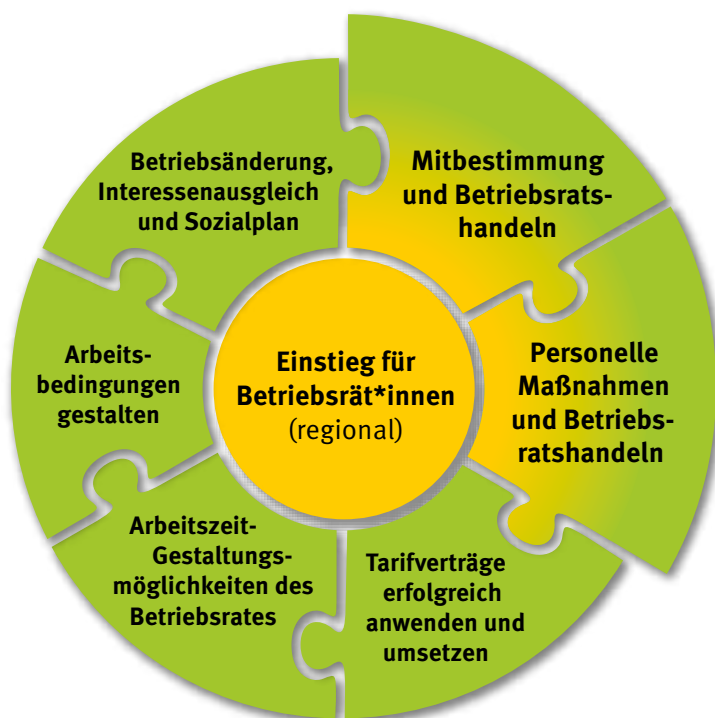 Einstieg für
Betriebsrät*innen
(regional)
Mitbestimmung
und Betriebsrats-
handeln
Personelle
Maßnahmen
und Betriebs-
ratshandeln
Tarifverträge
erfolgreich
anwenden und
umsetzen
Arbeitszeit-
Gestaltungs-
möglichkeiten des
Betriebsrates
Arbeits-
bedingungen
gestalten
Betriebsänderung,
Interessenausgleich
und Sozialplan